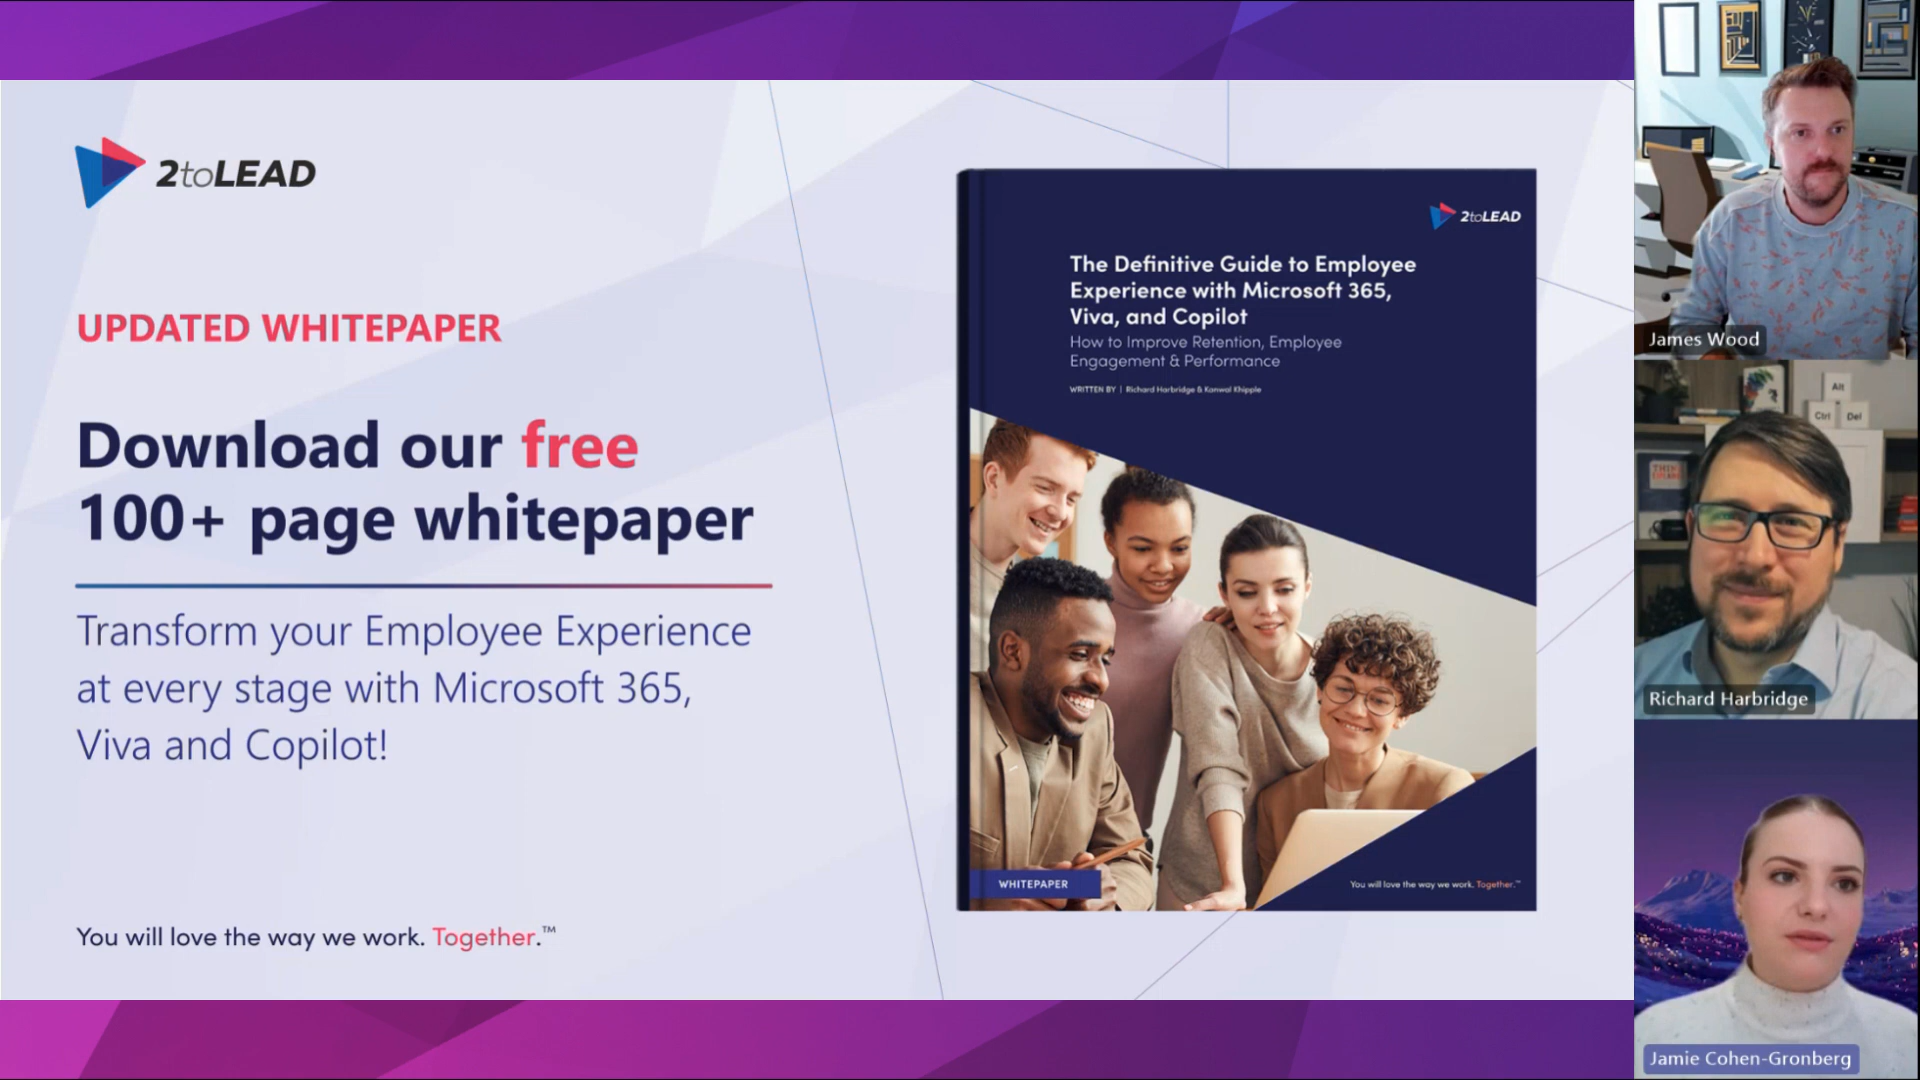 2toLEAD
UPDATED WHITEPAPER
Download our free
100+ page whitepaper
Transform your Employee Experience
at every stage with Microsoft 365,
Viva and Copilot!
You will love the way we work. Together.™
2toLEAD
The Definitive Guide to Employee
Experience with Microsoft 365,
Viva, and Copilot
How to Improve Retention, Employee
Engagement & Performance
WRITTEN BY | Richard Harbridge & Kanwal Khipple
WHITEPAPER
You will love the way we work. Together.™
James Wood
Alt
Ctrl Del
Richard Harbridge
Jamie Cohen-Gronberg